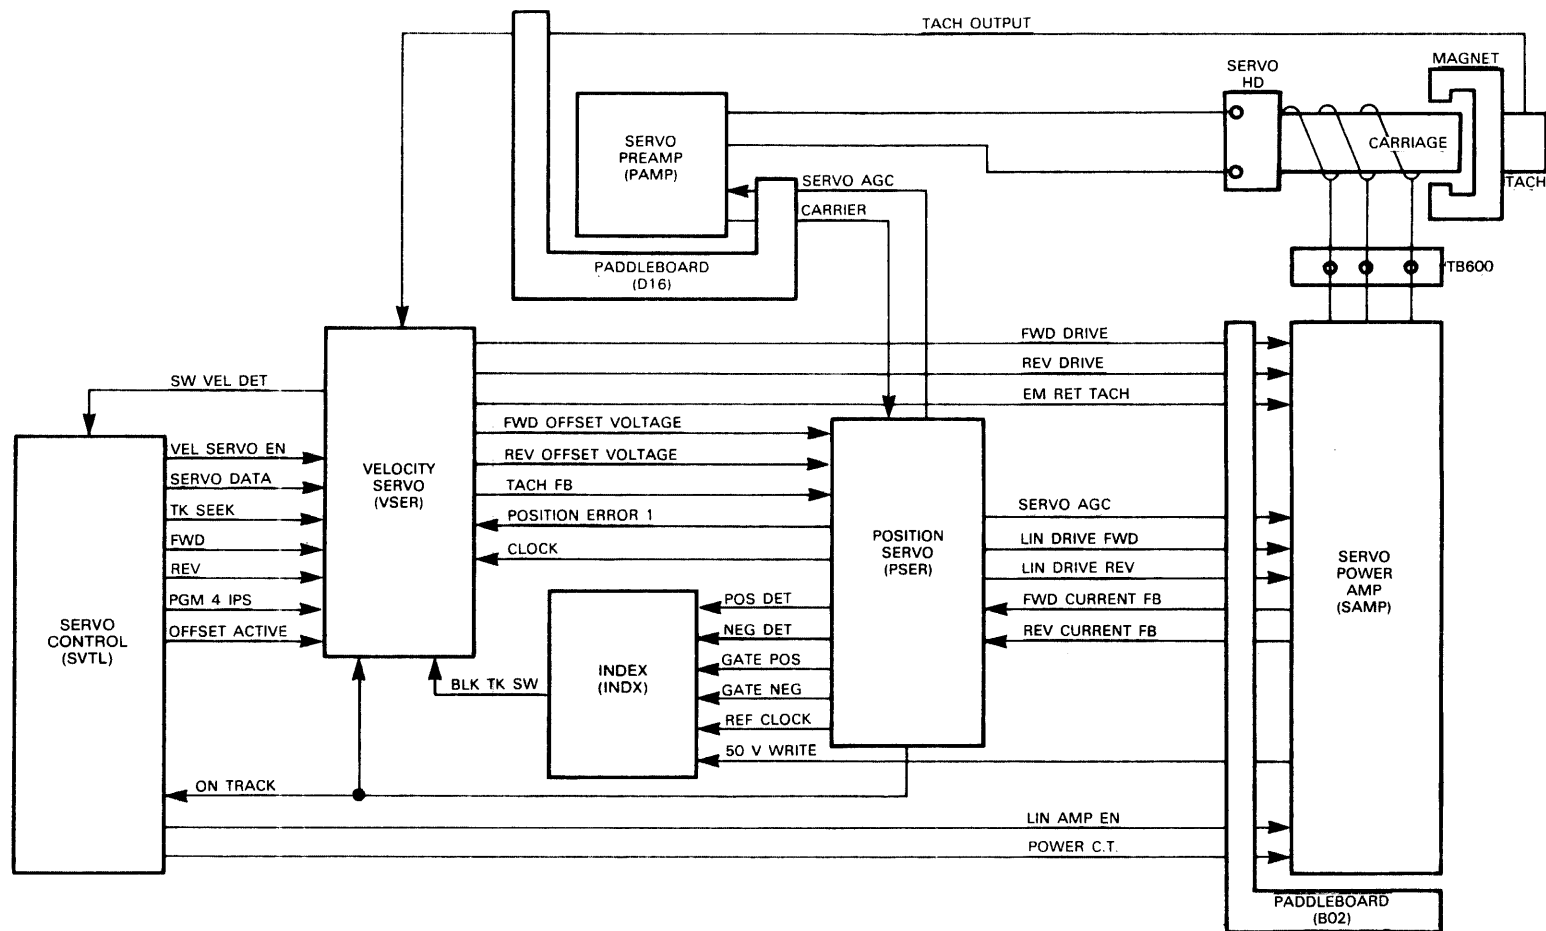 TACH OUTPUT
MAGNET
SERVO
HD
SERVO
PREAMP
(PAMP)
CARRIAGE
TACH
SERVO AGC
CARRIER
PADDLEBOARD
(D16)
TB600
FWD DRIVE
REV DRIVE
EM RET TACH
SW VEL DET
FWD OFFSET VOLTAGE
REV OFFSET VOLTAGE
TACH FB
POSITION ERROR 1
CLOCK
VEL SERVO EN
SERVO DATA
TK SEEK
FWD
REV
PGM 4 IPS
OFFSET ACTIVE
VELOCITY
SERVO
(VSER)
SERVO
CONTROL
(SVTL)
POSITION
SERVO
(PSER)
SERVO AGC
LIN DRIVE FWD
LIN DRIVE REV
FWD CURRENT FB
REV CURRENT FB
SERVO
POWER
AMP
(SAMP)
POS DET
NEG DET
GATE POS
GATE NEG
REF CLOCK
50 V WRITE
INDEX
(INDX)
BLK TK SW
ON TRACK
LIN AMP EN
POWER C.T.
PADDLEBOARD
(B02)